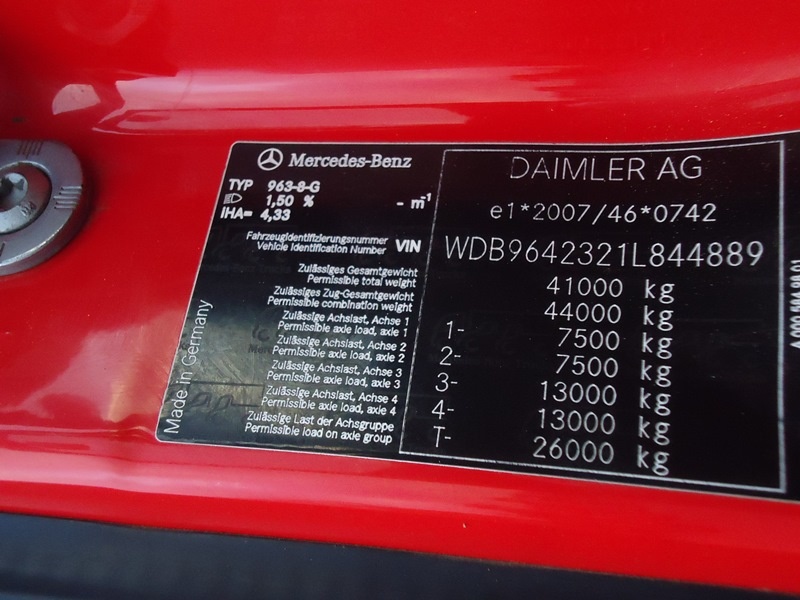 Mercedes-Benz
TYP 963-8-G
1,50 % - m⁻¹
iHA= 4,33
Fahrzeugidentifizierungsnummer
Vehicle Identification Number VIN
Zulässiges Gesamtgewicht
Permissible total weight
Zulässiges Zug-Gesamtgewicht
Permissible combination weight
Zulässige Achslast, Achse 1
Permissible axle load, axle 1
Zulässige Achslast, Achse 2
Permissible axle load, axle 2
Zulässige Achslast, Achse 3
Permissible axle load, axle 3
Zulässige Achslast, Achse 4
Permissible axle load, axle 4
Zulässige Last der Achsgruppe
Permissible load on axle group
Made in Germany
DAIMLER AG
e1*2007/46*0742
WDB9642321L844889
41000 kg
44000 kg
1- 7500 kg
2- 7500 kg
3- 13000 kg
4- 13000 kg
T- 26000 kg